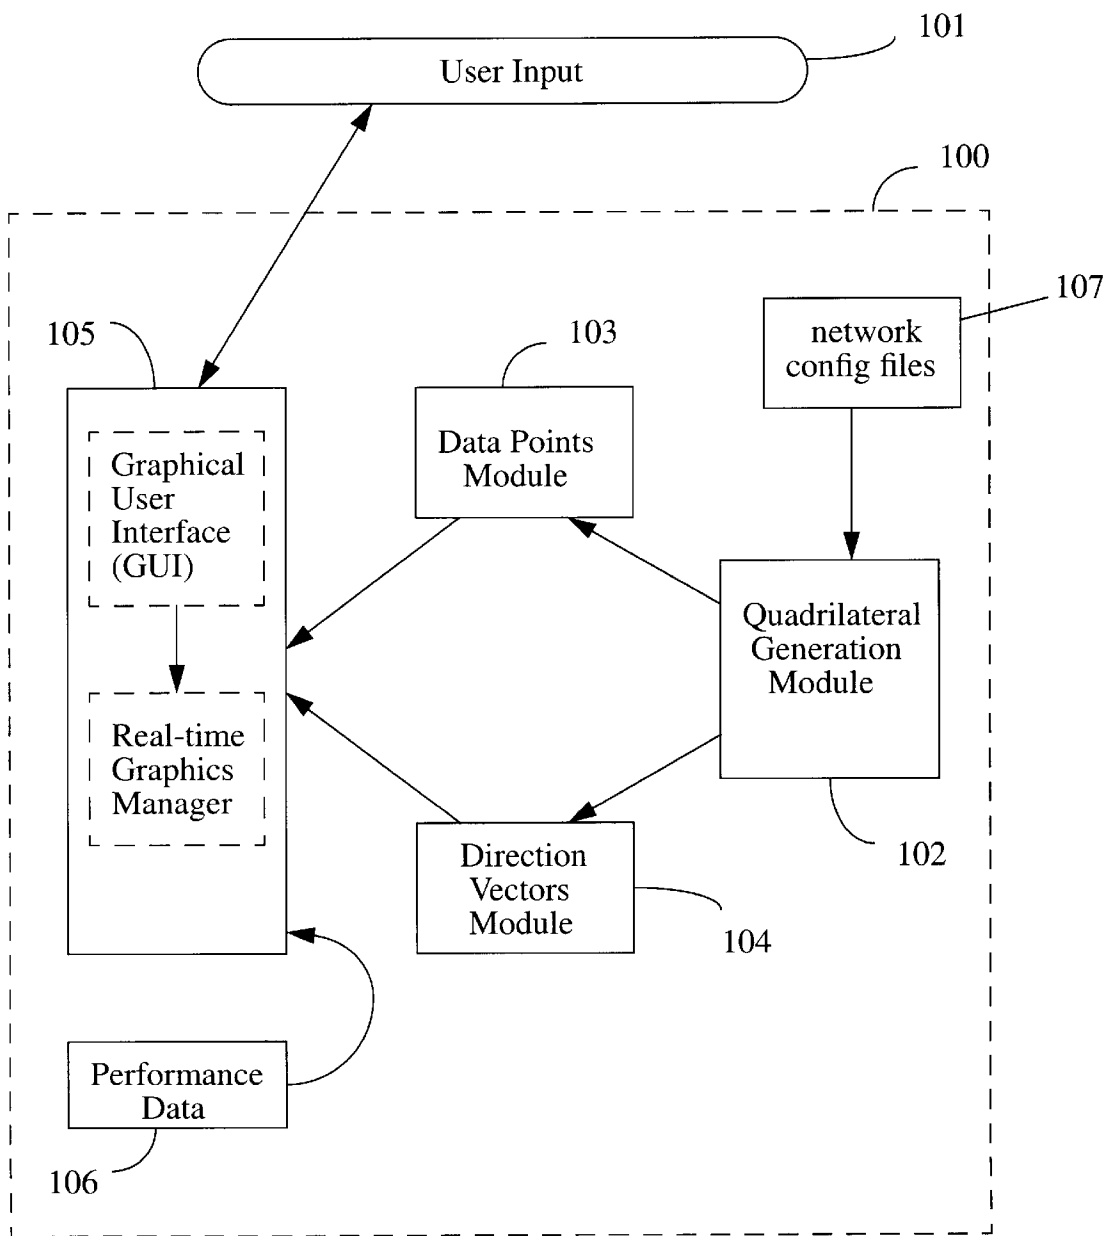 101
User Input
100
107
105
103
network
config files
Graphical
User
Interface
(GUI)
Data Points
Module
Quadrilateral
Generation
Module
Real-time
Graphics
Manager
102
Direction
Vectors
Module
104
Performance
Data
106